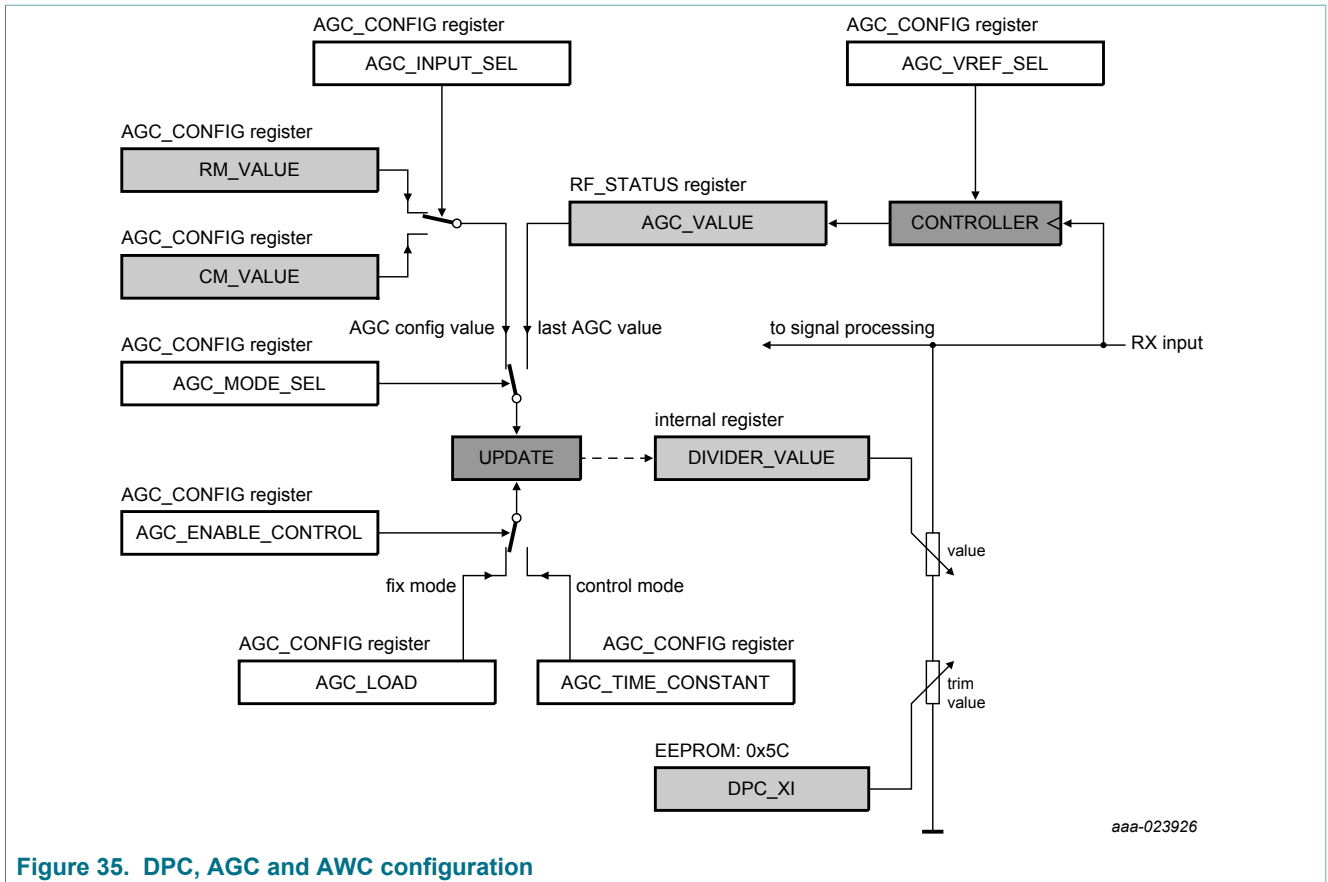 AGC_CONFIG register
AGC_INPUT_SEL
AGC_CONFIG register
AGC_VREF_SEL
AGC_CONFIG register
RM_VALUE
RF_STATUS register
AGC_VALUE
CONTROLLER
AGC_CONFIG register
CM_VALUE
AGC config value
last AGC value
to signal processing
RX input
AGC_CONFIG register
AGC_MODE_SEL
UPDATE
internal register
DIVIDER_VALUE
AGC_CONFIG register
AGC_ENABLE_CONTROL
value
fix mode
control mode
AGC_CONFIG register
AGC_LOAD
AGC_CONFIG register
AGC_TIME_CONSTANT
trim
value
EEPROM: 0x5C
DPC_XI
aaa-023926
Figure 35. DPC, AGC and AWC configuration